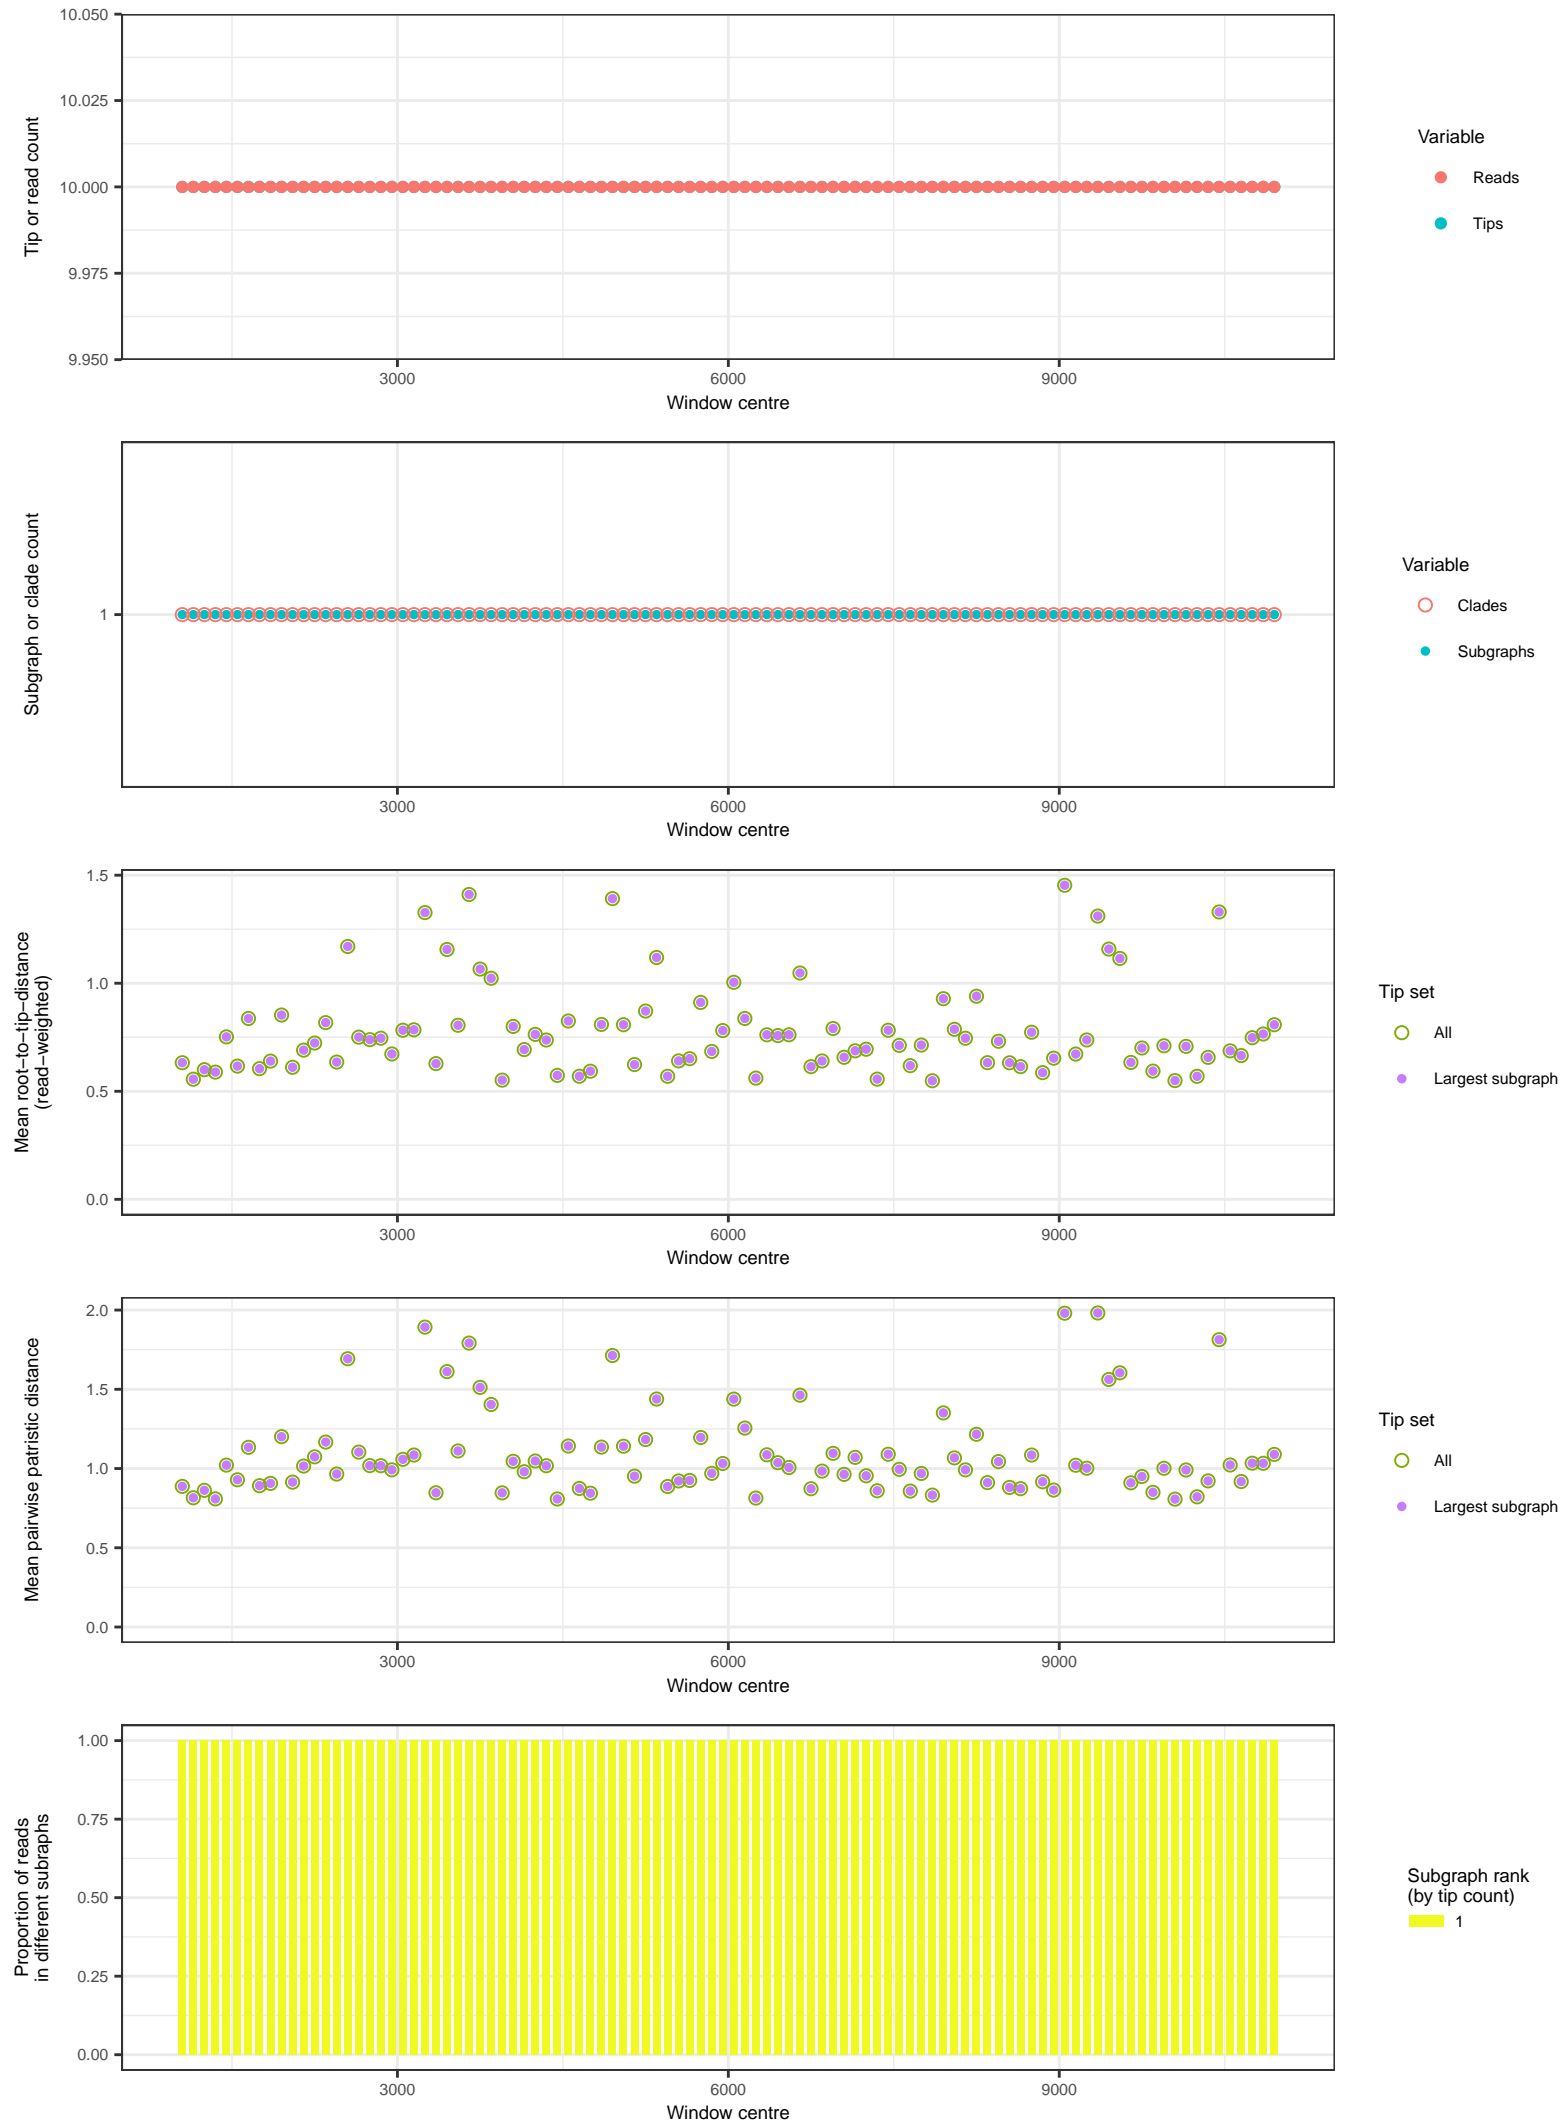 10.050
10.025
10.000
9.975
9.950
Tip or read count
3000 6000 9000
Window centre
Variable
Reads
Tips
1
Subgraph or clade count
3000 6000 9000
Window centre
Variable
Clades
Subgraphs
1.5
1.0
0.5
0.0
Mean root−to−tip−distance
(read−weighted)
3000 6000 9000
Window centre
Tip set
All
Largest subgraph
2.0
1.5
1.0
0.5
0.0
Mean pairwise patristic distance
3000 6000 9000
Window centre
Tip set
All
Largest subgraph
1.00
0.75
0.50
0.25
0.00
Proportion of reads
in different subraphs
3000 6000 9000
Window centre
Subgraph rank
(by tip count)
1